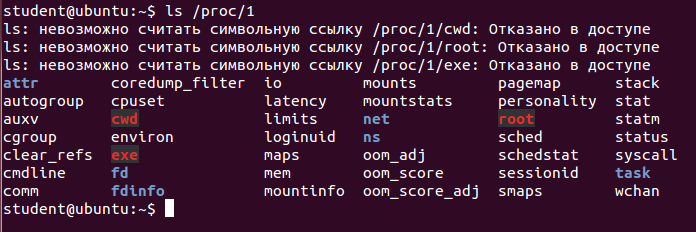 student@ubuntu:~$ ls /proc/1
ls: невозможно считать символьную ссылку /proc/1/cwd: Отказано в доступе
ls: невозможно считать символьную ссылку /proc/1/root: Отказано в доступе
ls: невозможно считать символьную ссылку /proc/1/exe: Отказано в доступе
attr        coredump_filter  io         mounts         pagemap      stack
autogroup   cpuset           latency    mountstats     personality  stat
auxv        cwd              limits     net            root         statm
cgroup      environ          loginuid   ns             sched        status
clear_refs  exe              maps       oom_adj        schedstat    syscall
cmdline     fd               mem        oom_score      sessionid    task
comm        fdinfo           mountinfo  oom_score_adj  smaps        wchan
student@ubuntu:~$